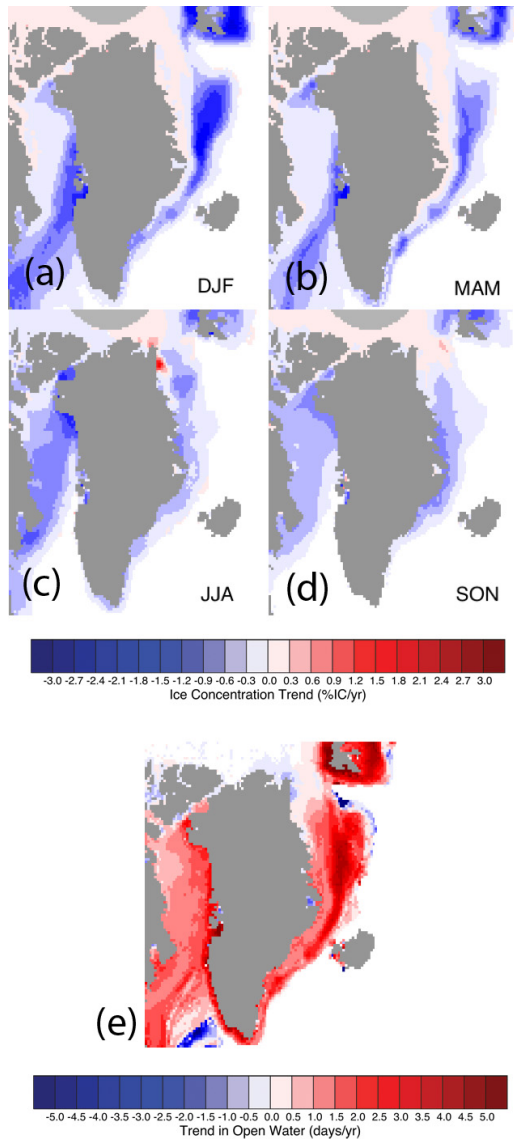 (a) DJF
(b) MAM
(c) JJA
(d) SON
-3.0 -2.7 -2.4 -2.1 -1.8 -1.5 -1.2 -0.9 -0.6 -0.3 0.0 0.3 0.6 0.9 1.2 1.5 1.8 2.1 2.4 2.7 3.0
Ice Concentration Trend (%IC/yr)
(e)
-5.0 -4.5 -4.0 -3.5 -3.0 -2.5 -2.0 -1.5 -1.0 -0.5 0.0 0.5 1.0 1.5 2.0 2.5 3.0 3.5 4.0 4.5 5.0
Trend in Open Water (days/yr)